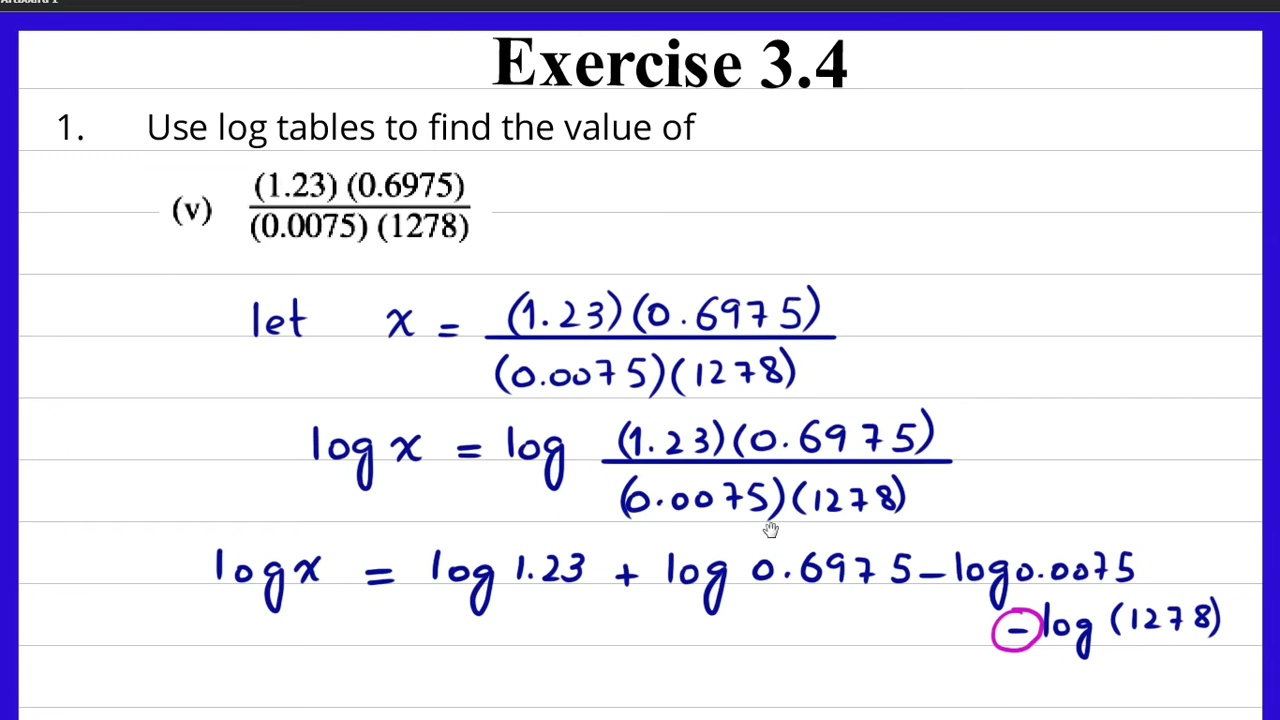 Exercise 3.4
1. Use log tables to find the value of
(v) (1.23) (0.6975)
(0.0075) (1278)
let x = (1.23)(0.6975)
(0.0075)(1278)
log x = log (1.23)(0.6975)
(0.0075)(1278)
log x = log 1.23 + log 0.6975 - log 0.0075
- log (1278)